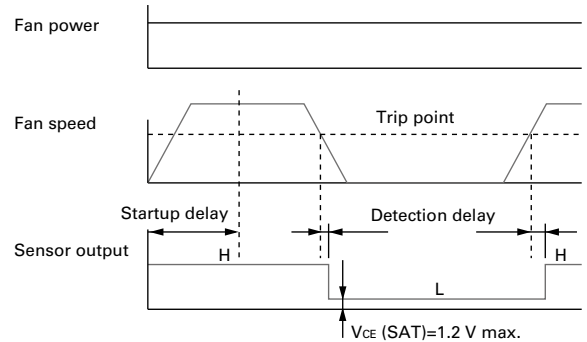 Fan power
Fan speed
Trip point
Startup delay
Detection delay
Sensor output
H
H
L
VCE (SAT)=1.2 V max.